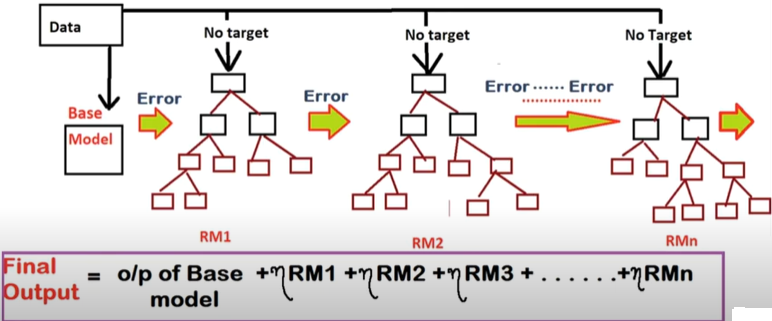 Data
No target
No target
No Target
Error
Error
Error ...... Error
Base
Model
RM1
RM2
RMn
Final Output = o/p of Base model +ηRM1 +ηRM2 +ηRM3 + . . . . . .+ηRMn